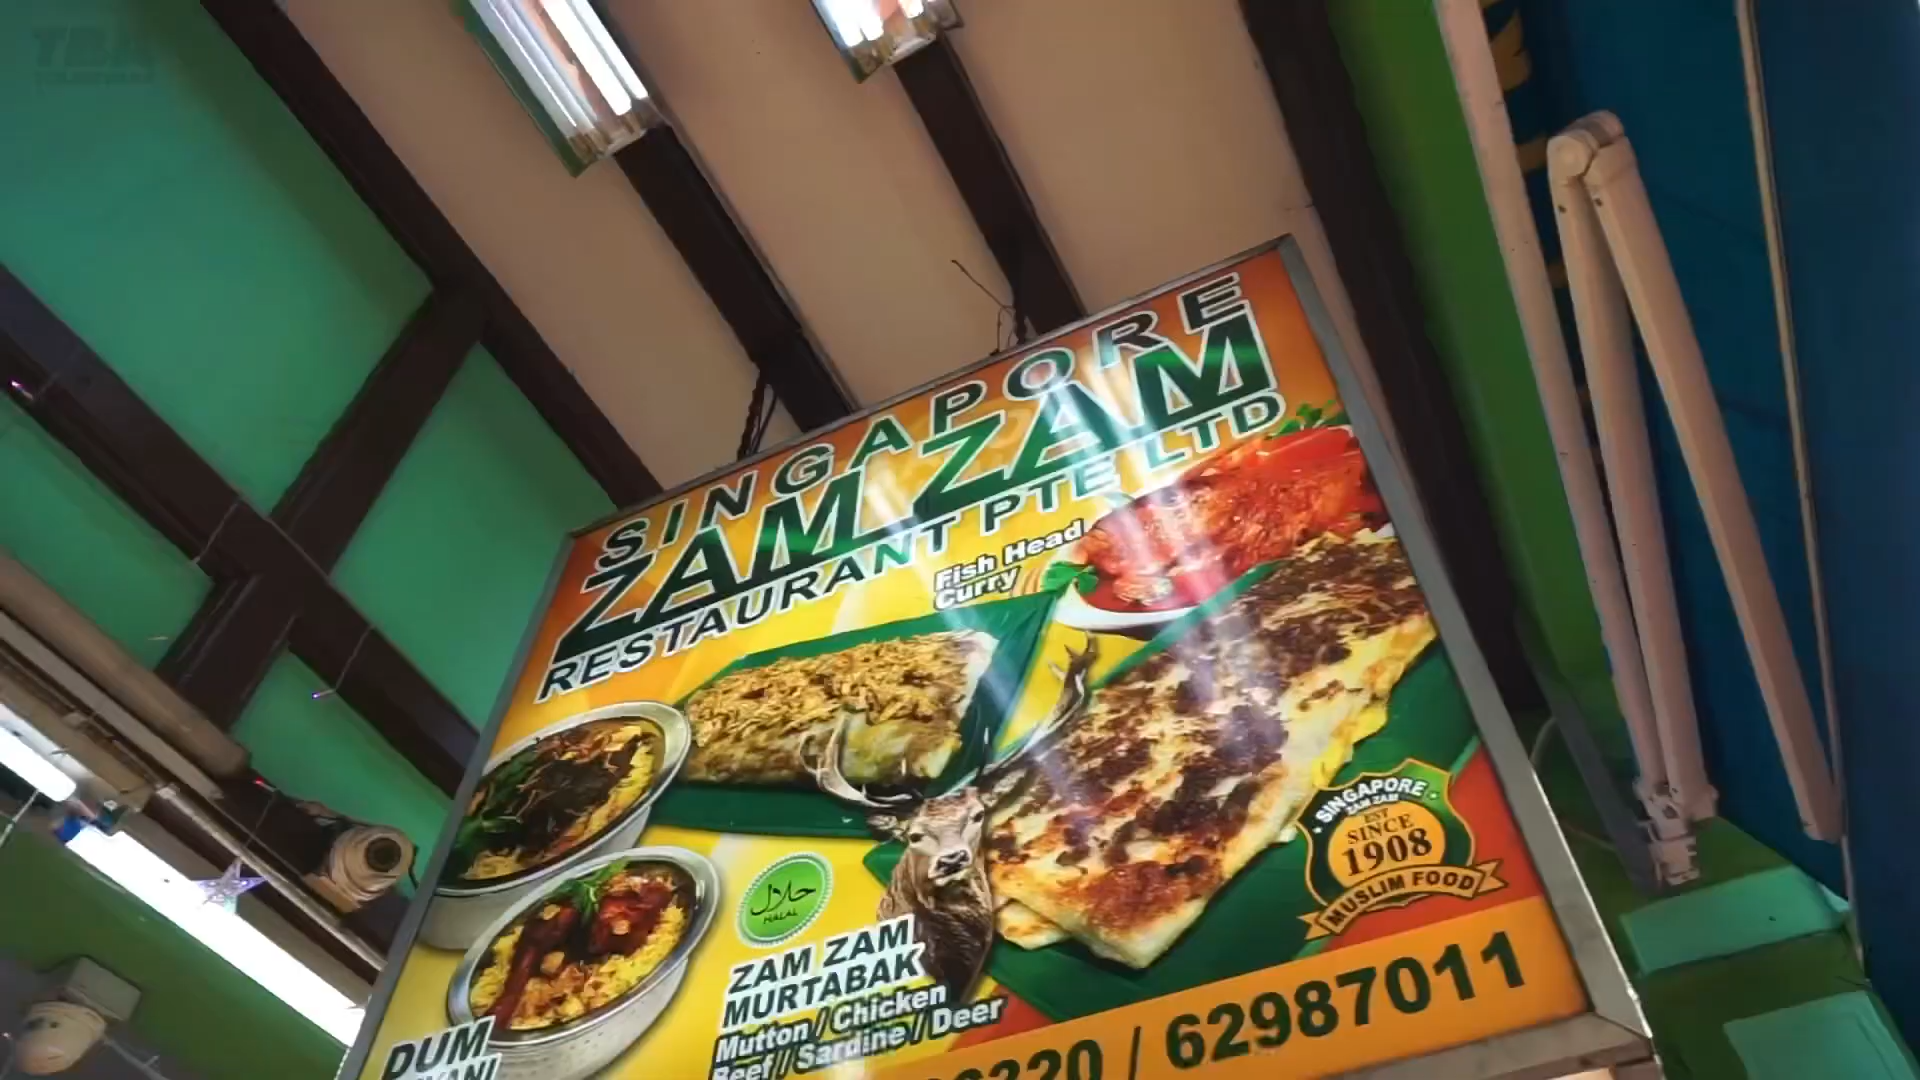 SINGAPORE
ZAM ZAM
RESTAURANT PTE LTD
Fish Head
Curry
SINGAPORE
ZAM ZAM
EST
SINCE
1908
MUSLIM FOOD
حلال
HALAL
ZAM ZAM
MURTABAK
Mutton / Chicken
Beef / Sardine / Deer
DUM
/ 62987011